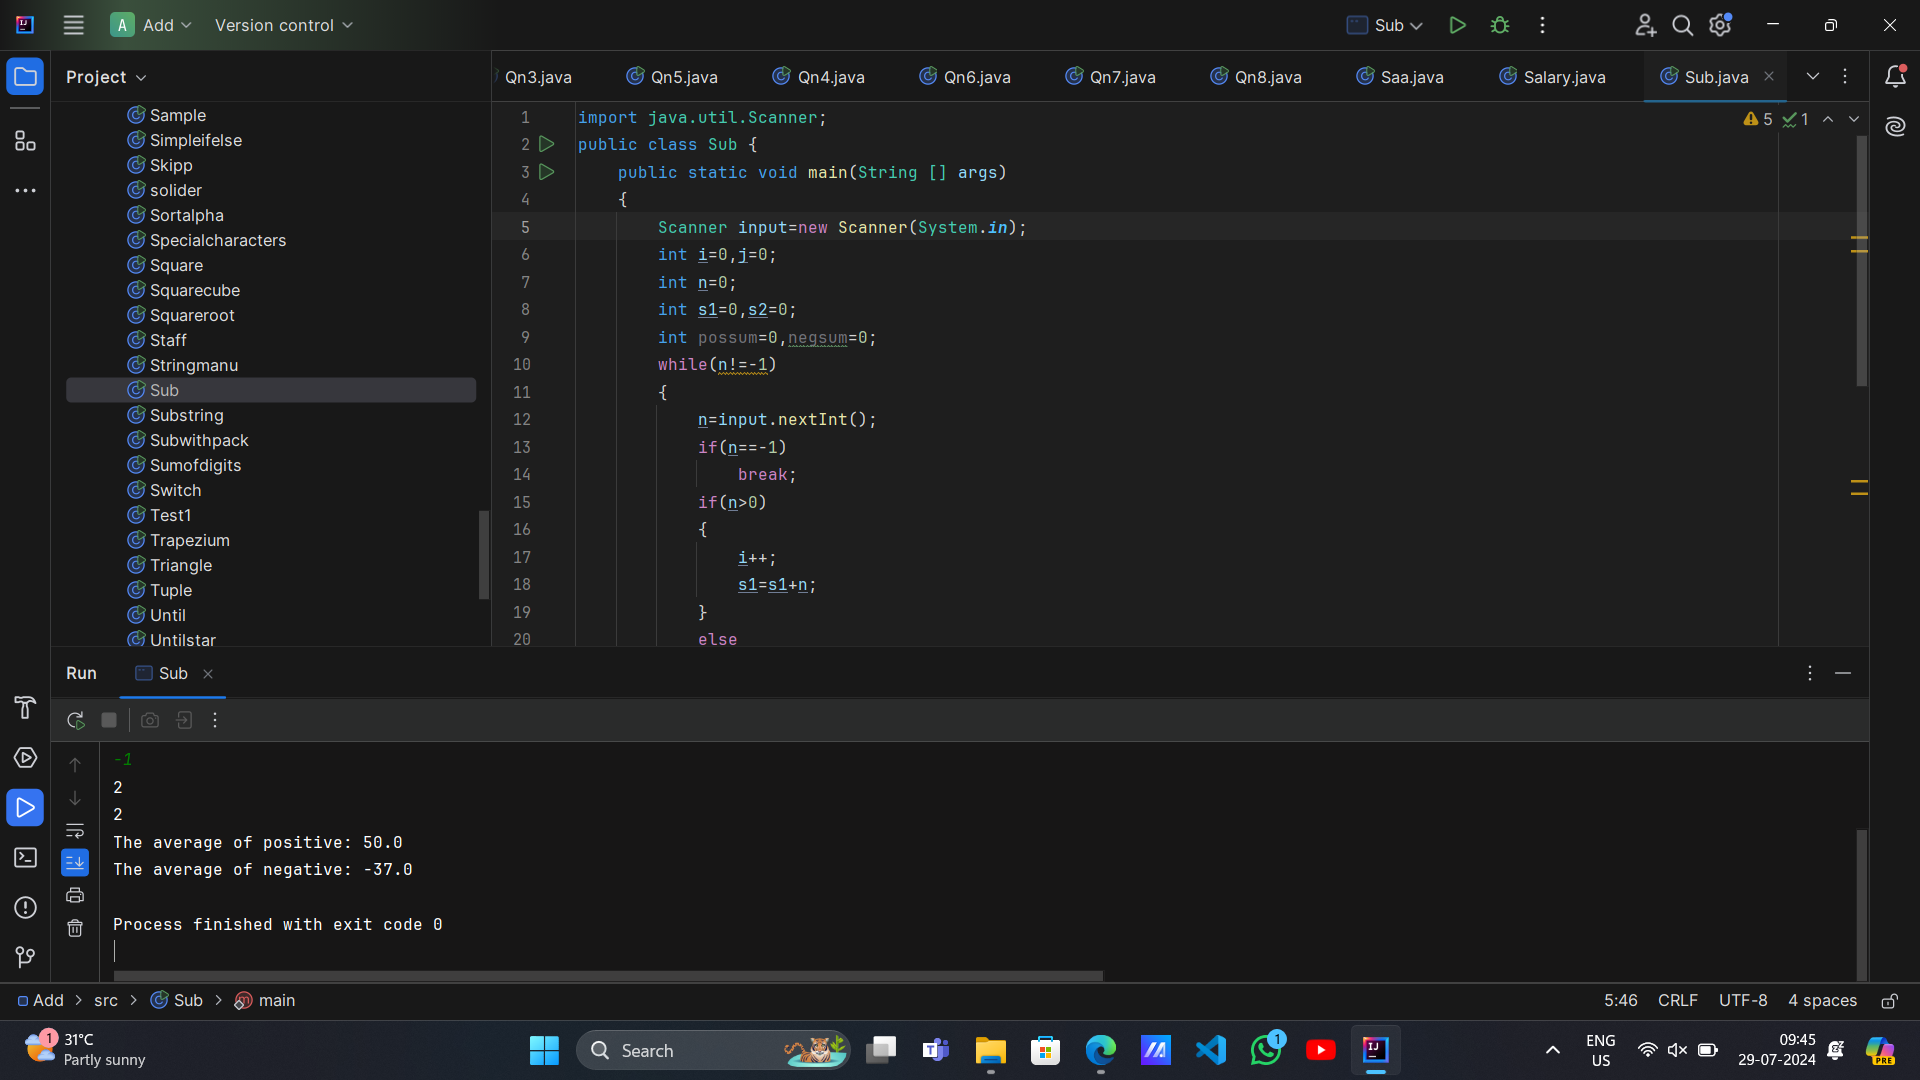 A Add Version control Sub
Project
Qn3.java Qn5.java Qn4.java Qn6.java Qn7.java Qn8.java Saa.java Salary.java Sub.java
Sample
Simpleifelse
Skipp
solider
Sortalpha
Specialcharacters
Square
Squarecube
Squareroot
Staff
Stringmanu
Sub
Substring
Subwithpack
Sumofdigits
Switch
Test1
Trapezium
Triangle
Tuple
Until
Untilstar
5 1
1 import java.util.Scanner;
2 public class Sub {
3 public static void main(String [] args)
4 {
5 Scanner input=new Scanner(System.in);
6 int i=0,j=0;
7 int n=0;
8 int s1=0,s2=0;
9 int possum=0,negsum=0;
10 while(n!=-1)
11 {
12 n=input.nextInt();
13 if(n==-1)
14 break;
15 if(n>0)
16 {
17 i++;
18 s1=s1+n;
19 }
20 else
Run Sub
-1
2
2
The average of positive: 50.0
The average of negative: -37.0
Process finished with exit code 0
Add > src > Sub > main
5:46 CRLF UTF-8 4 spaces
1 31°C
Partly sunny
Search
1
ENG
US
09:45
29-07-2024
PRE